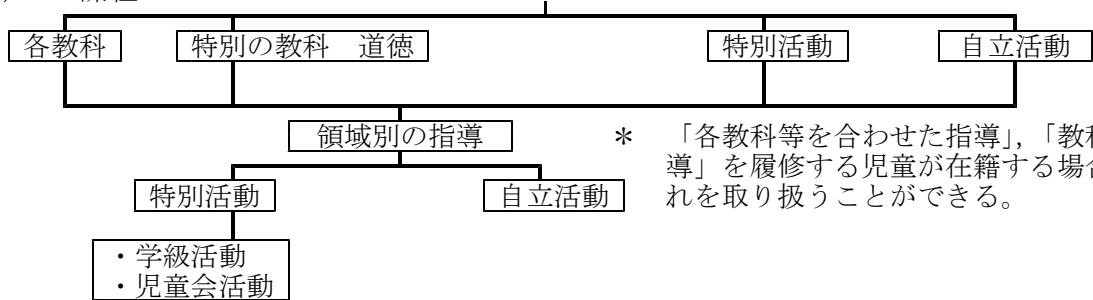 各教科
特別の教科　道徳
特別活動
自立活動
領域別の指導
特別活動
自立活動
・学級活動
・児童会活動
＊　「各教科等を合わせた指導」，「教科
導」を履修する児童が在籍する場合
れを取り扱うことができる。